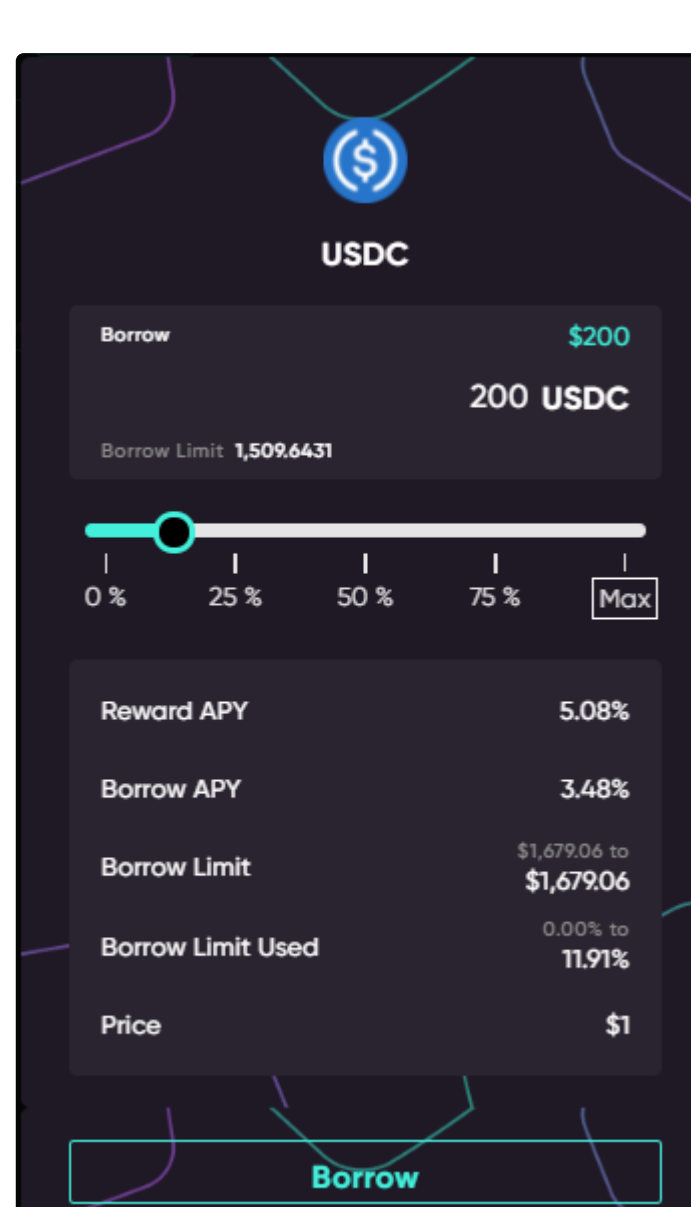 $
USDC
Borrow $200
200 USDC
Borrow Limit 1,509.6431
0 % 25 % 50 % 75 % Max
Reward APY 5.08%
Borrow APY 3.48%
$1,679.06 to
Borrow Limit $1,679.06
0.00% to
Borrow Limit Used 11.91%
Price $1
Borrow